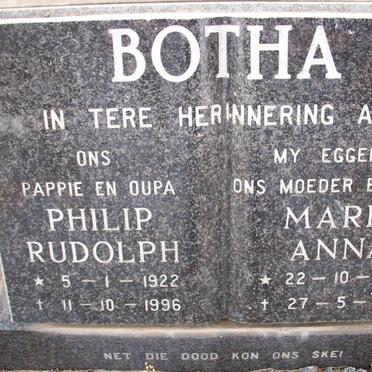 BOTHA
IN TERE HERINNERING A
ONS
PAPPIE EN OUPA
PHILIP
RUDOLPH
* 5 - 1 - 1922
† 11 - 10 - 1996
MY EGGE
ONS MOEDER E
MARI
ANNA
* 22 - 10 -
† 27 - 5 -
NET DIE DOOD KON ONS SKEI